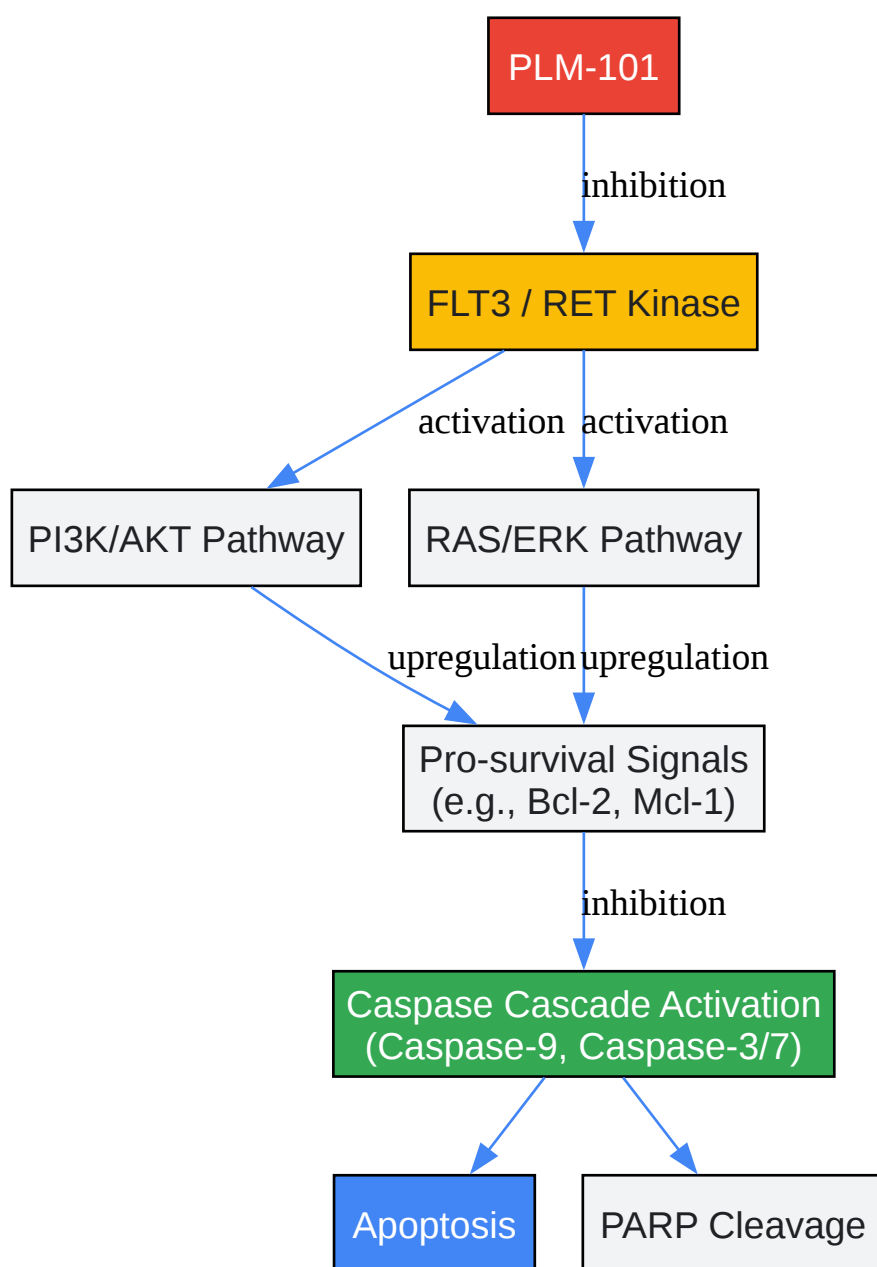 PLM-101
inhibition
FLT3 / RET Kinase
activation
activation
PI3K/AKT Pathway
RAS/ERK Pathway
upregulation
upregulation
Pro-survival Signals
(e.g., Bcl-2, Mcl-1)
inhibition
Caspase Cascade Activation
(Caspase-9, Caspase-3/7)
Apoptosis
PARP Cleavage